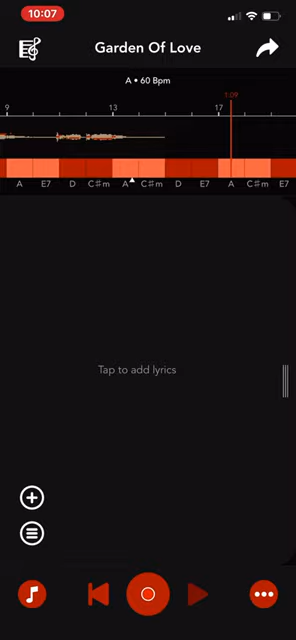 10:07
Garden Of Love
A • 60 Bpm
1:09
9 13 17
A E7 D C#m A C#m D E7 A C#m E7
Tap to add lyrics